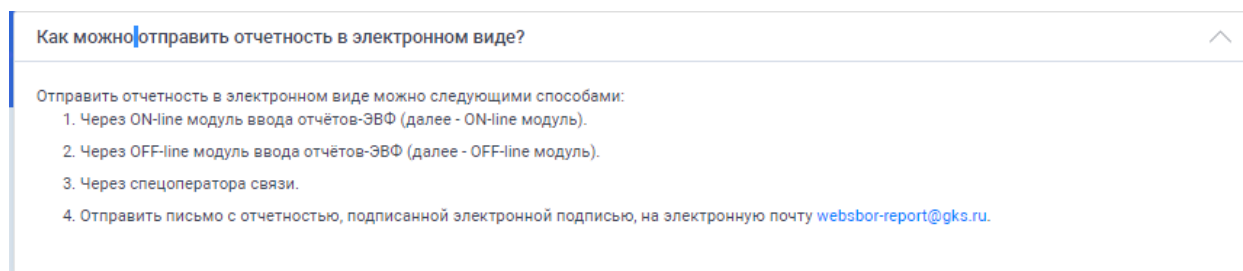 Как можно отправить отчетность в электронном виде?
Отправить отчетность в электронном виде можно следующими способами:
1. Через ON-line модуль ввода отчётов-ЭВФ (далее - ON-line модуль).
2. Через OFF-line модуль ввода отчётов-ЭВФ (далее - OFF-line модуль).
3. Через спецоператора связи.
4. Отправить письмо с отчетностью, подписанной электронной подписью, на электронную почту websbor-report@gks.ru.